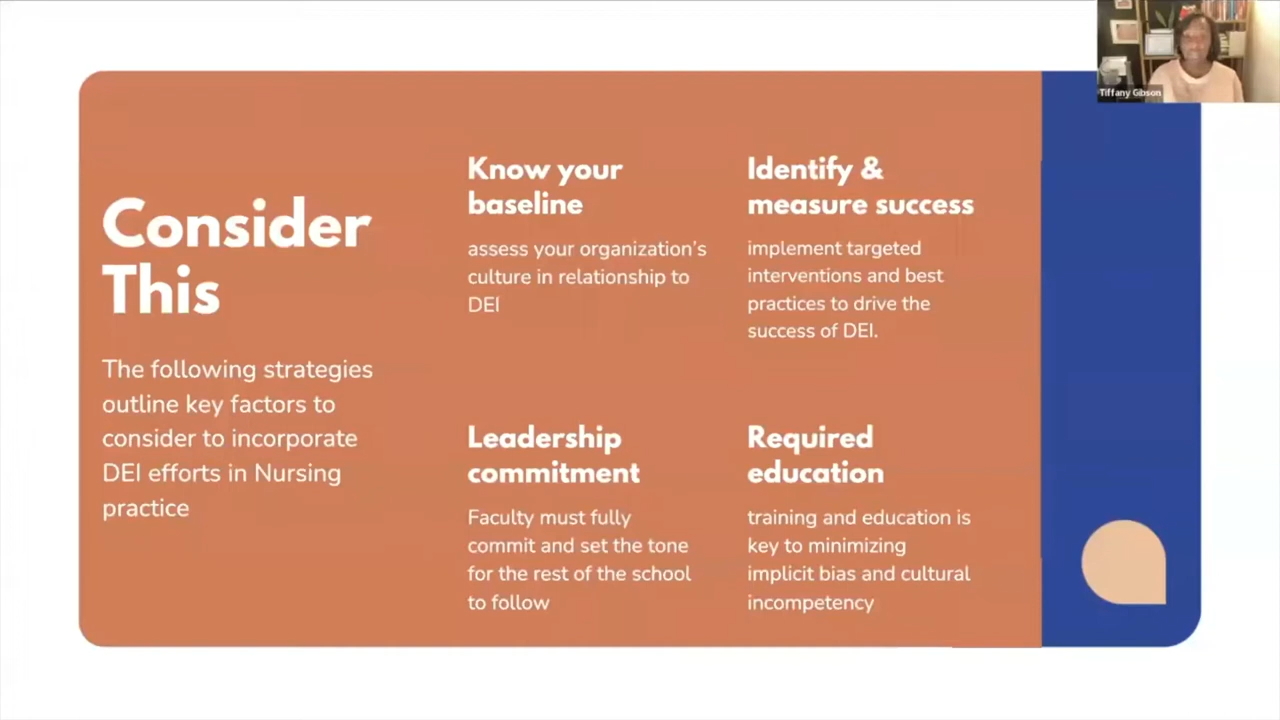 Consider
This
The following strategies
outline key factors to
consider to incorporate
DEI efforts in Nursing
practice
Know your
baseline
assess your organization's
culture in relationship to
DEI
Identify &
measure success
implement targeted
interventions and best
practices to drive the
success of DEI.
Leadership
commitment
Faculty must fully
commit and set the tone
for the rest of the school
to follow
Required
education
training and education is
key to minimizing
implicit bias and cultural
incompetency
Tiffany Gibson